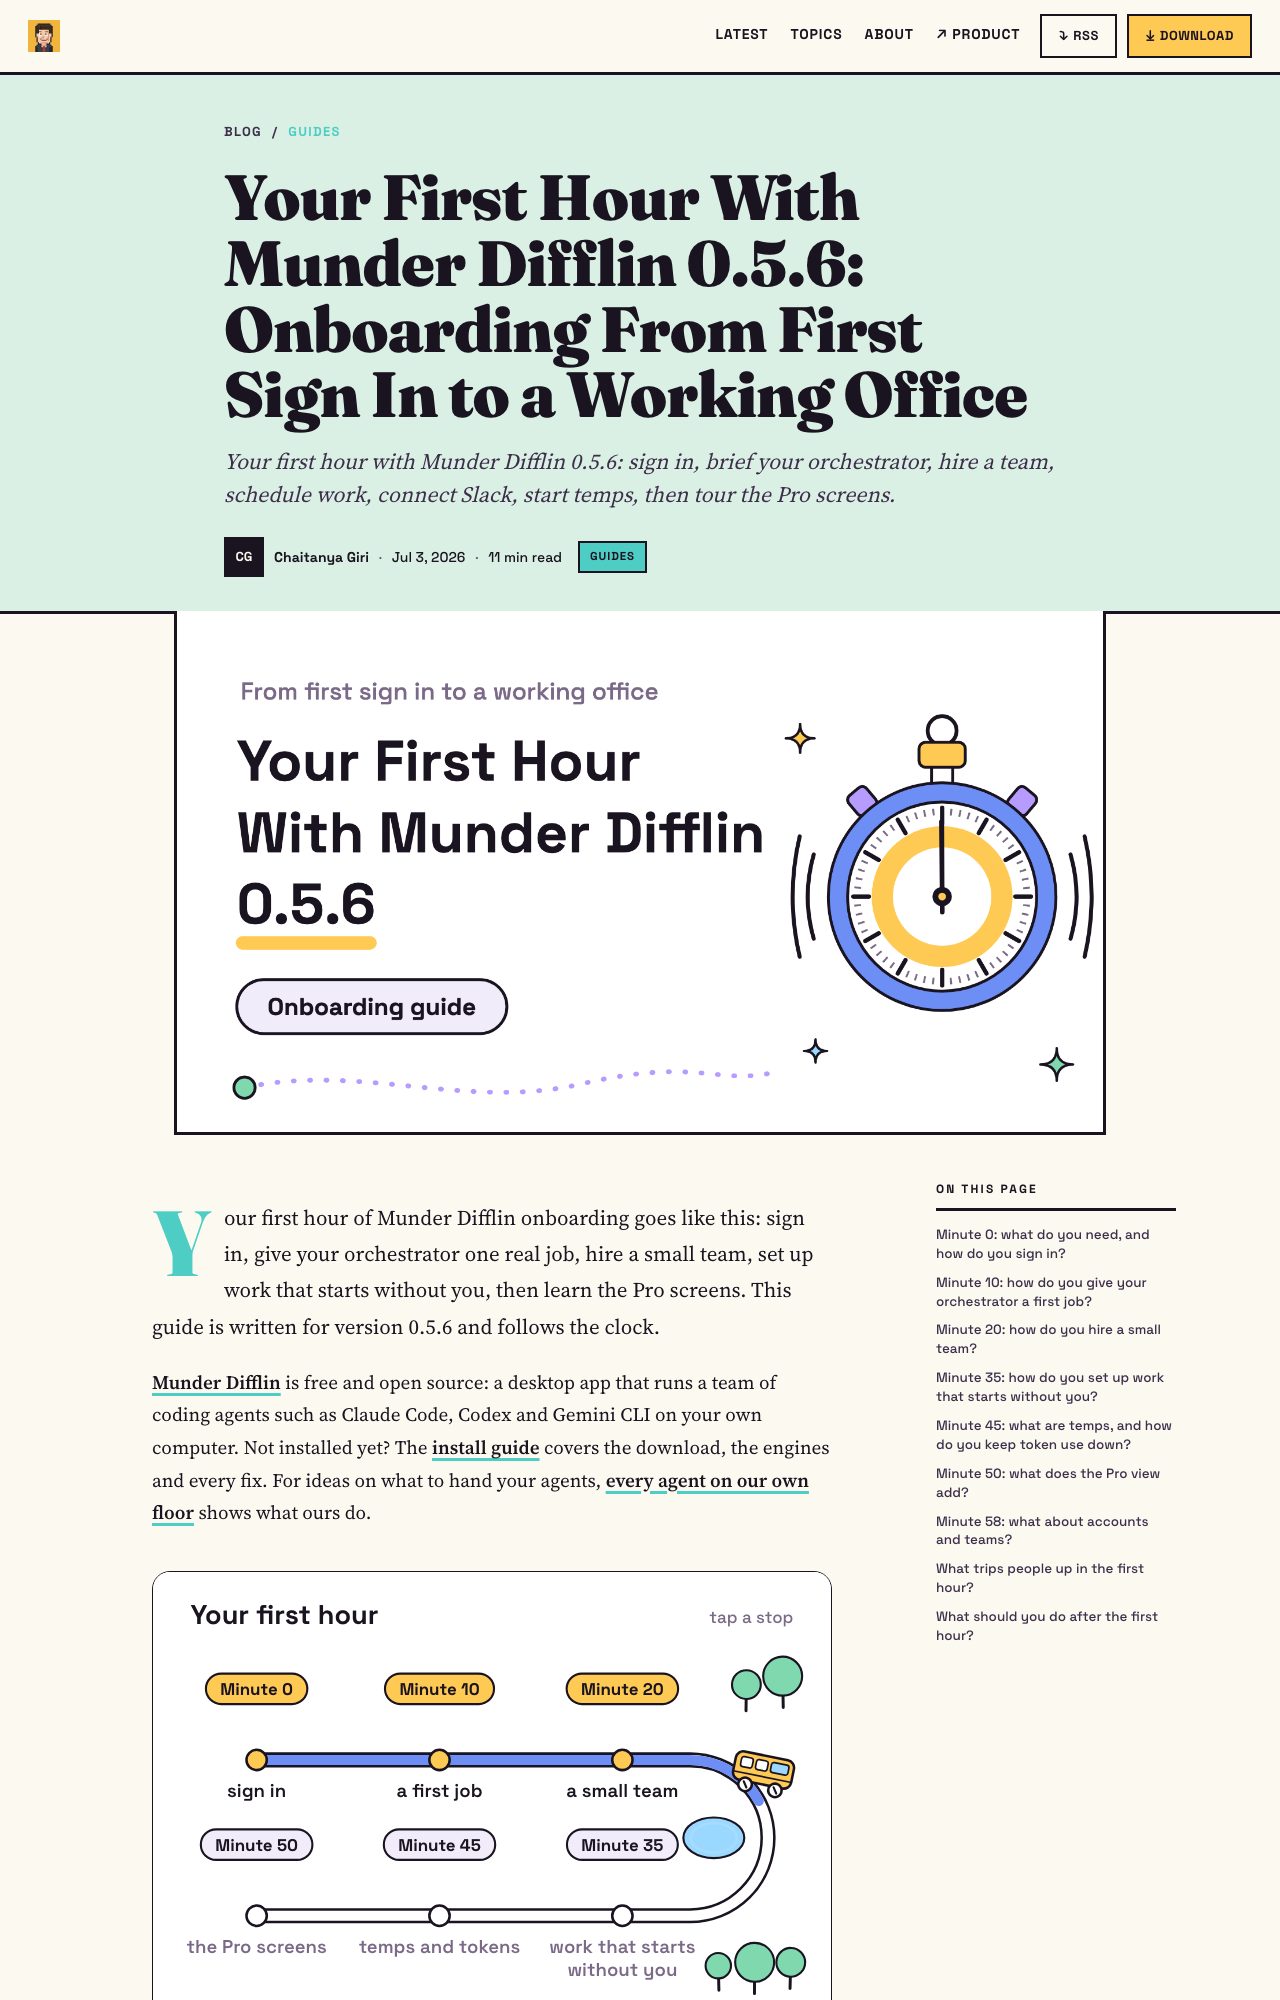 LATEST TOPICS ABOUT ↗ PRODUCT ↴ RSS ⤓ DOWNLOAD
BLOG / GUIDES
Your First Hour With
Munder Difflin 0.5.6:
Onboarding From First
Sign In to a Working Office
Your first hour with Munder Difflin 0.5.6: sign in, brief your orchestrator, hire a team,
schedule work, connect Slack, start temps, then tour the Pro screens.
CG Chaitanya Giri · Jul 3, 2026 · 11 min read GUIDES
From first sign in to a working office
Your First Hour
With Munder Difflin
0.5.6
Onboarding guide
Your first hour of Munder Difflin onboarding goes like this: sign
in, give your orchestrator one real job, hire a small team, set up
work that starts without you, then learn the Pro screens. This
guide is written for version 0.5.6 and follows the clock.
Munder Difflin is free and open source: a desktop app that runs a team of
coding agents such as Claude Code, Codex and Gemini CLI on your own
computer. Not installed yet? The install guide covers the download, the engines
and every fix. For ideas on what to hand your agents, every agent on our own
floor shows what ours do.
Your first hour
tap a stop
Minute 0 Minute 10 Minute 20
sign in a first job a small team
Minute 50 Minute 45 Minute 35
the Pro screens temps and tokens work that starts
without you
ON THIS PAGE
Minute 0: what do you need, and
how do you sign in?
Minute 10: how do you give your
orchestrator a first job?
Minute 20: how do you hire a small
team?
Minute 35: how do you set up work
that starts without you?
Minute 45: what are temps, and how
do you keep token use down?
Minute 50: what does the Pro view
add?
Minute 58: what about accounts
and teams?
What trips people up in the first
hour?
What should you do after the first
hour?